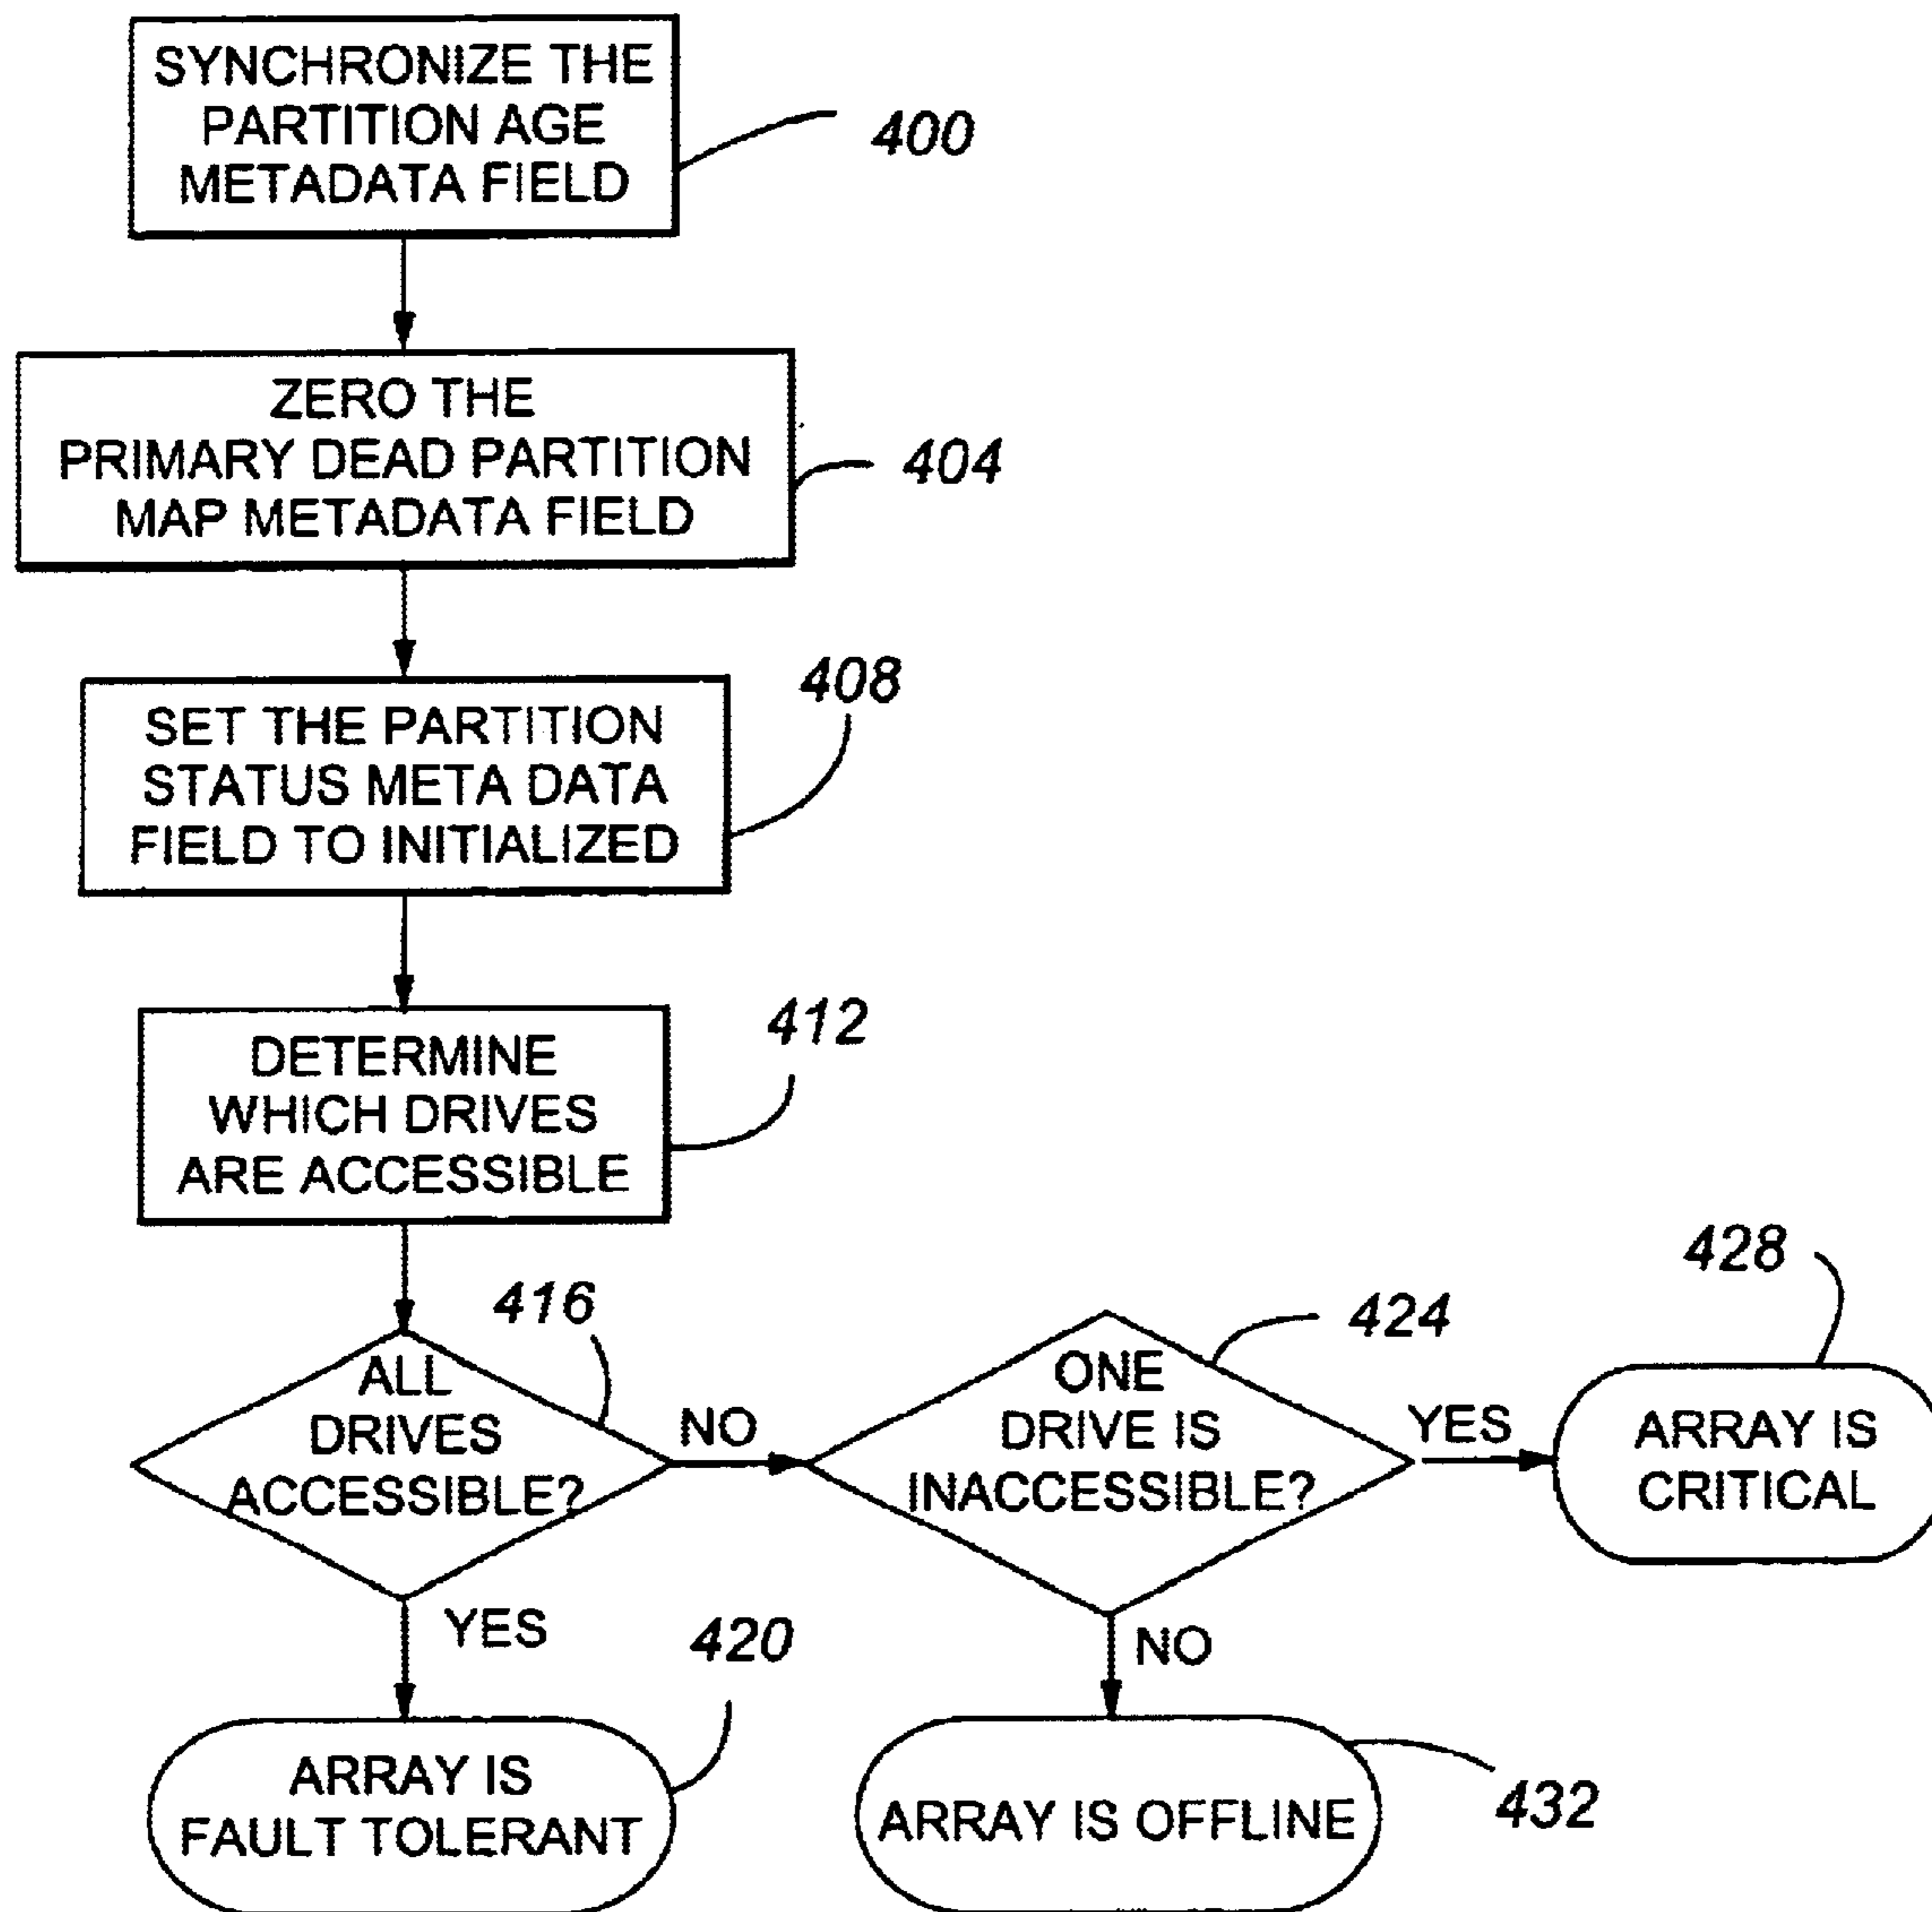 SYNCHRONIZE THE
PARTITION AGE
METADATA FIELD
400
ZERO THE
PRIMARY DEAD PARTITION
MAP METADATA FIELD
404
SET THE PARTITION
STATUS META DATA
FIELD TO INITIALIZED
408
DETERMINE
WHICH DRIVES
ARE ACCESSIBLE
412
ALL
DRIVES
ACCESSIBLE?
416
NO
ONE
DRIVE IS
INACCESSIBLE?
424
YES
ARRAY IS
CRITICAL
428
YES
ARRAY IS
FAULT TOLERANT
420
NO
ARRAY IS OFFLINE
432